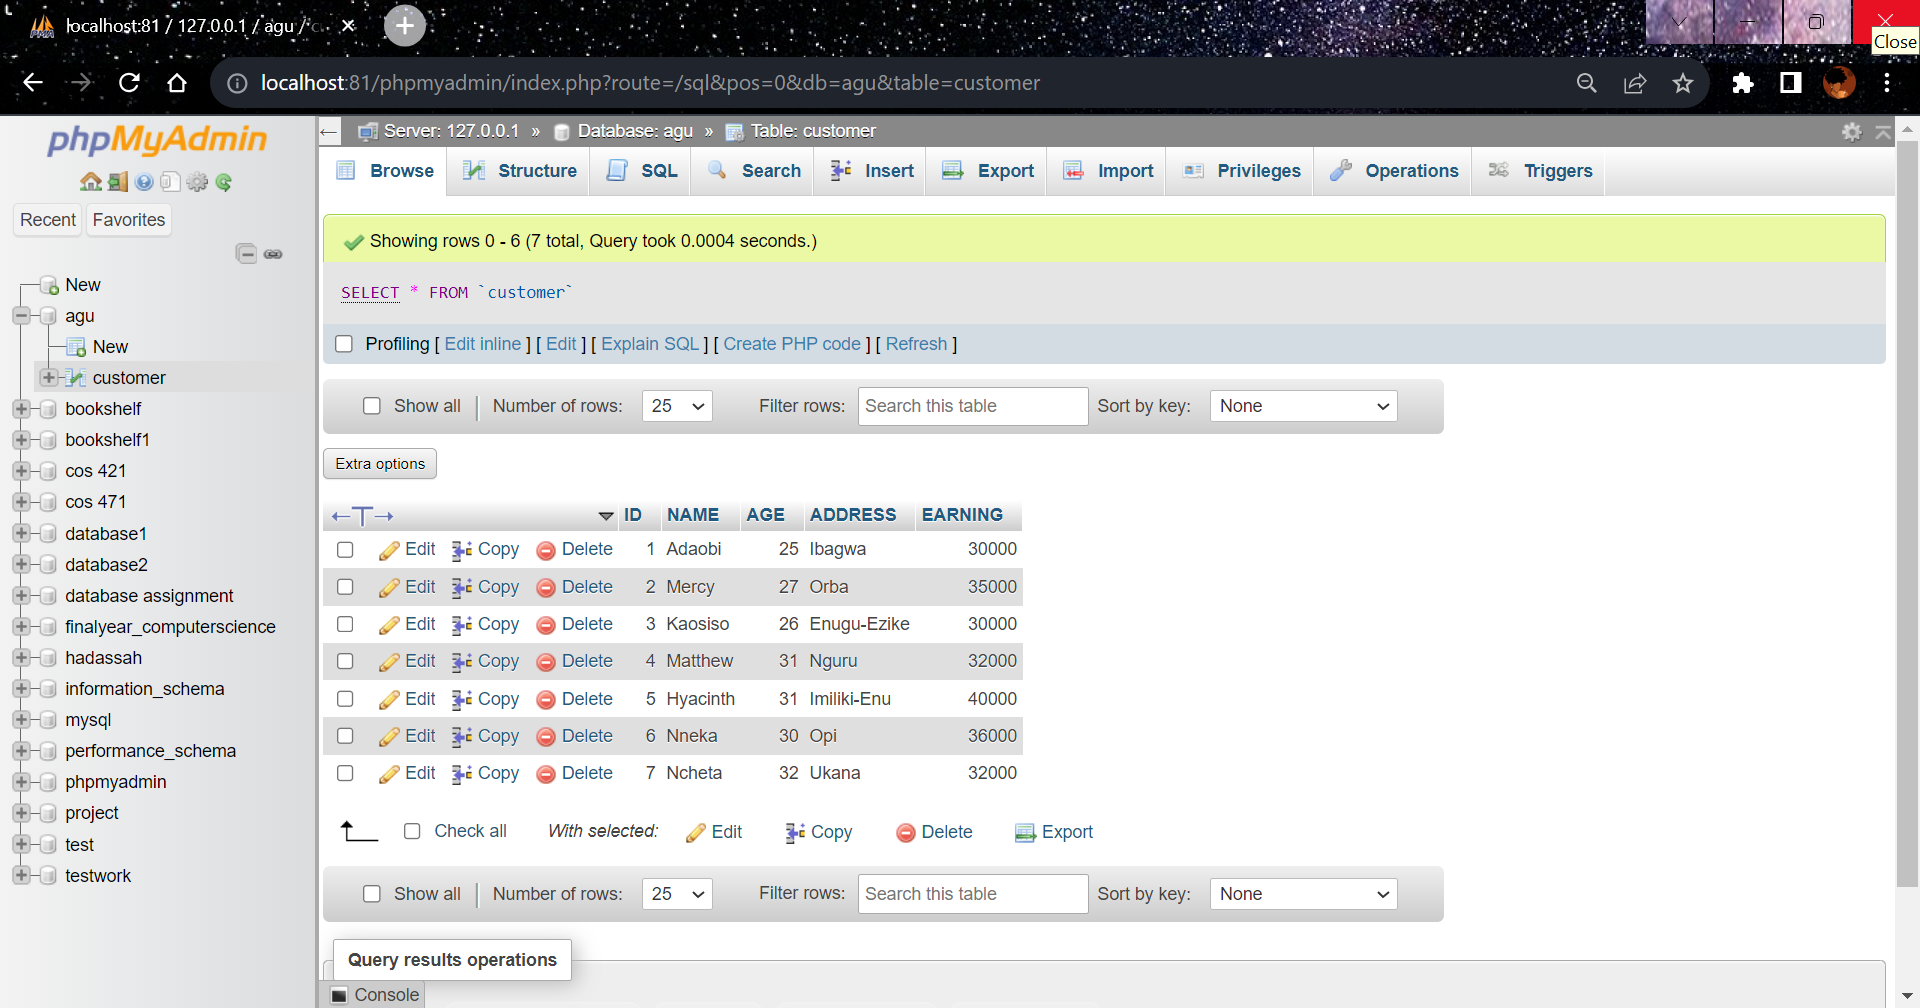 localhost:81 / 127.0.0.1 / agu / c
Close
localhost:81/phpmyadmin/index.php?route=/sql&pos=0&db=agu&table=customer
phpMyAdmin
Recent Favorites
New
agu
New
customer
bookshelf
bookshelf1
cos 421
cos 471
database1
database2
database assignment
finalyear_computerscience
hadassah
information_schema
mysql
performance_schema
phpmyadmin
project
test
testwork
Server: 127.0.0.1 » Database: agu » Table: customer
Browse Structure SQL Search Insert Export Import Privileges Operations Triggers
Showing rows 0 - 6 (7 total, Query took 0.0004 seconds.)
SELECT * FROM `customer`
Profiling [ Edit inline ] [ Edit ] [ Explain SQL ] [ Create PHP code ] [ Refresh ]
Show all Number of rows: 25 Filter rows: Search this table Sort by key: None
Extra options
ID NAME AGE ADDRESS EARNING
Edit Copy Delete 1 Adaobi 25 Ibagwa 30000
Edit Copy Delete 2 Mercy 27 Orba 35000
Edit Copy Delete 3 Kaosiso 26 Enugu-Ezike 30000
Edit Copy Delete 4 Matthew 31 Nguru 32000
Edit Copy Delete 5 Hyacinth 31 Imiliki-Enu 40000
Edit Copy Delete 6 Nneka 30 Opi 36000
Edit Copy Delete 7 Ncheta 32 Ukana 32000
Check all With selected: Edit Copy Delete Export
Show all Number of rows: 25 Filter rows: Search this table Sort by key: None
Query results operations
Console